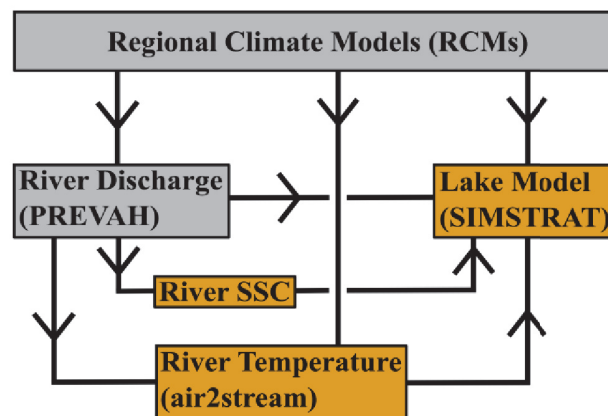 Regional Climate Models (RCMs)
River Discharge
(PREVAH)
Lake Model
(SIMSTRAT)
River SSC
River Temperature
(air2stream)